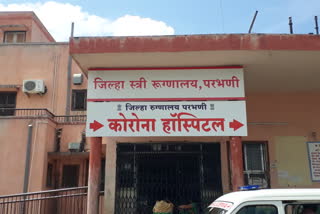 जिल्हा स्त्री रूग्णालय, परभणी
जिल्हा रुग्णालय परभणी
कोरोना हॉस्पिटल